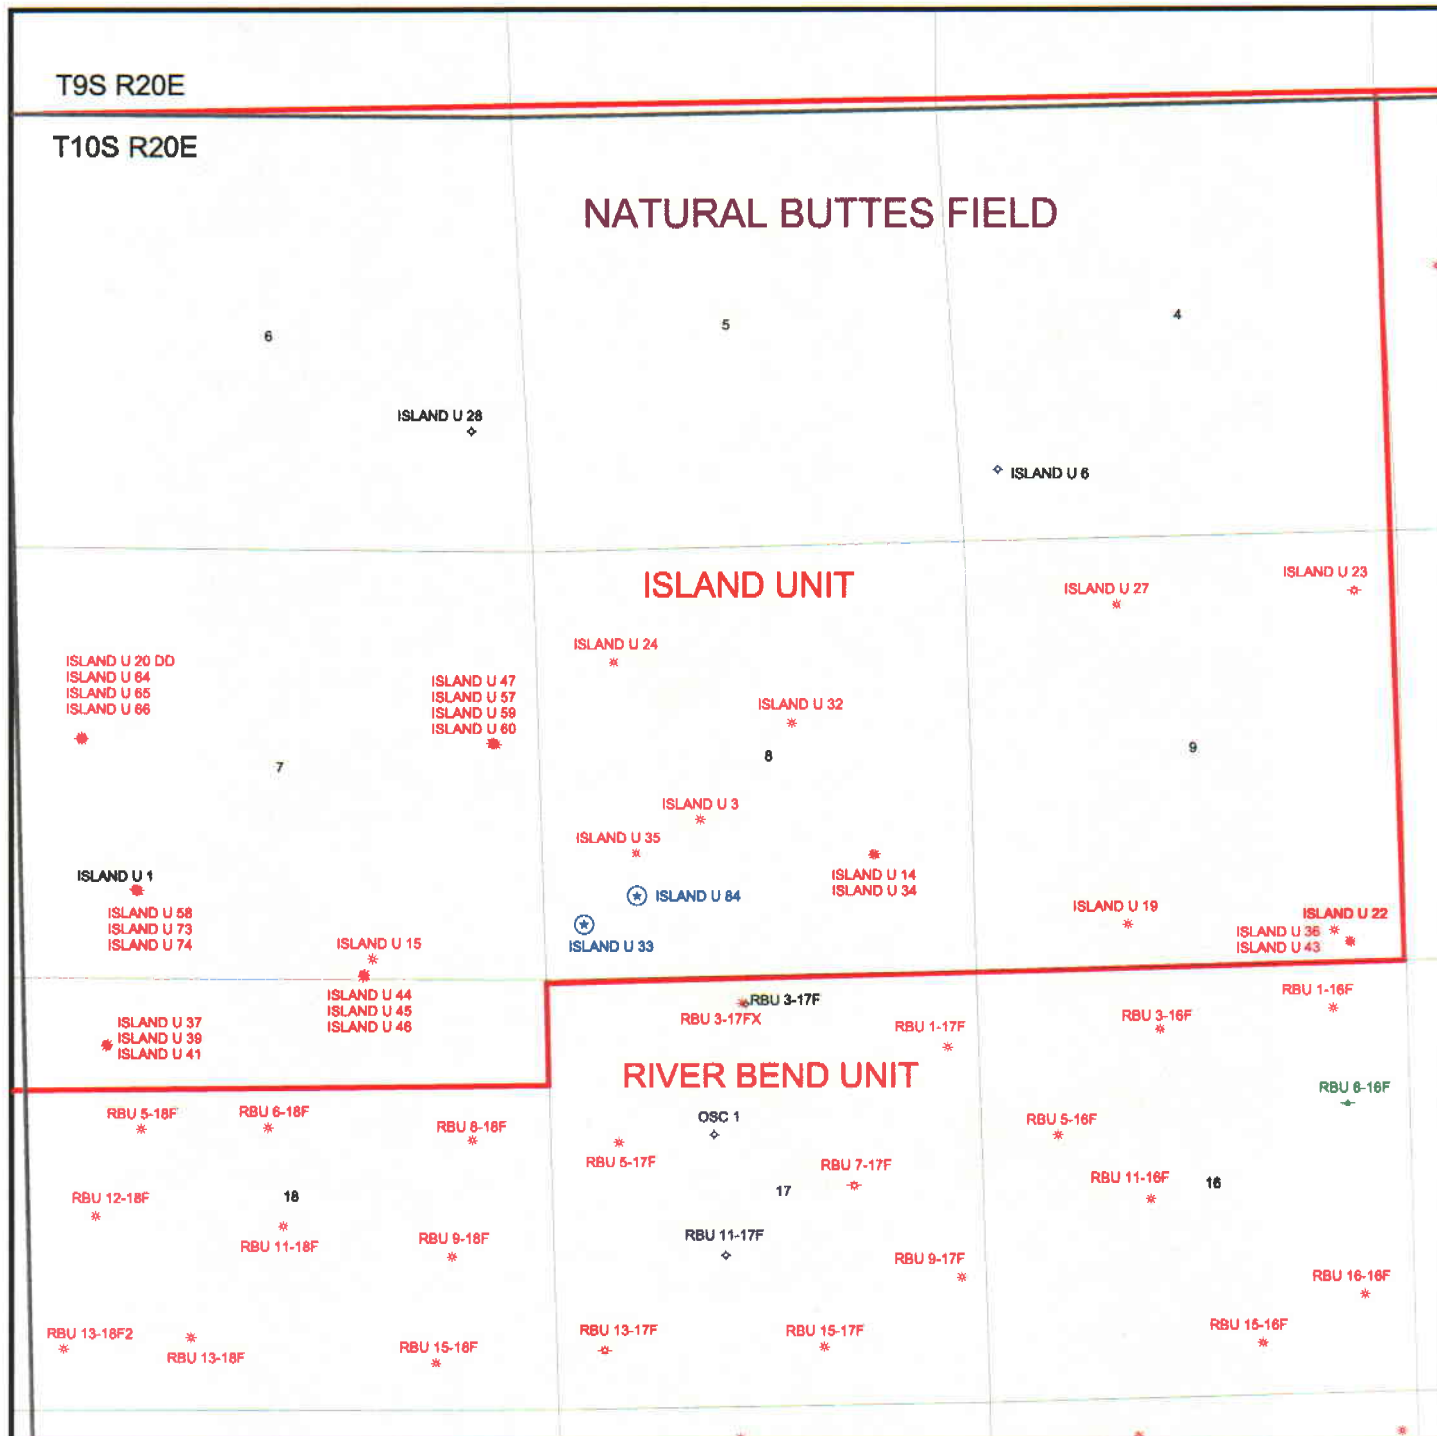 T9S R20E
T10S R20E
NATURAL BUTTES FIELD
6
5
4
ISLAND U 28
ISLAND U 6
ISLAND UNIT
ISLAND U 23
ISLAND U 27
ISLAND U 24
ISLAND U 20 DD
ISLAND U 64
ISLAND U 65
ISLAND U 66
ISLAND U 47
ISLAND U 57
ISLAND U 59
ISLAND U 60
ISLAND U 32
7
8
9
ISLAND U 3
ISLAND U 35
ISLAND U 1
ISLAND U 14
ISLAND U 34
ISLAND U 84
ISLAND U 33
ISLAND U 58
ISLAND U 73
ISLAND U 74
ISLAND U 15
ISLAND U 19
ISLAND U 22
ISLAND U 36
ISLAND U 43
ISLAND U 44
ISLAND U 45
ISLAND U 46
ISLAND U 37
ISLAND U 39
ISLAND U 41
RBU 3-17F
RBU 3-17FX
RBU 1-17F
RBU 3-16F
RBU 1-16F
RIVER BEND UNIT
RBU 5-18F
RBU 6-18F
RBU 8-18F
OSC 1
RBU 5-17F
RBU 7-17F
RBU 5-16F
RBU 6-16F
RBU 12-18F
18
17
RBU 11-16F
16
RBU 11-18F
RBU 9-18F
RBU 11-17F
RBU 9-17F
RBU 16-16F
RBU 13-18F2
RBU 13-18F
RBU 15-18F
RBU 13-17F
RBU 15-17F
RBU 15-16F